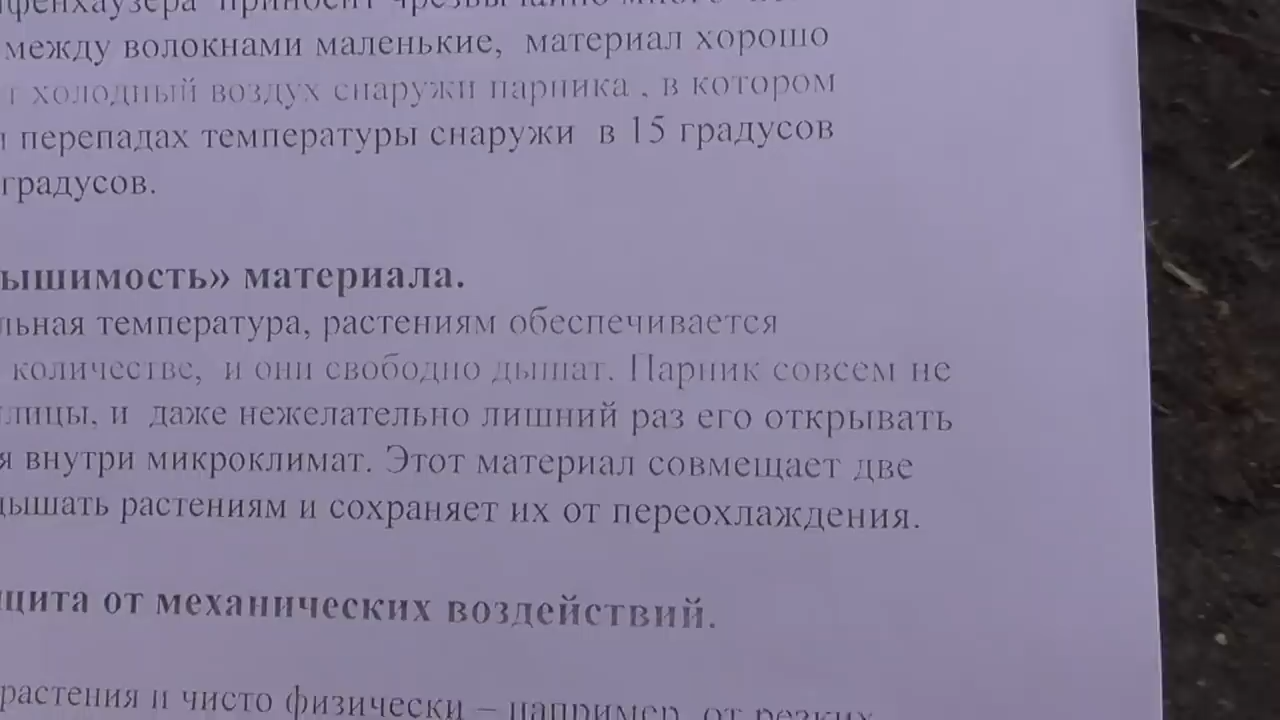 приносит
между волокнами маленькие, материал хорошо
т холодный воздух снаружи парника , в котором
и перепадах температуры снаружи в 15 градусов
градусов.
ышимость» материала.
льная температура, растениям обеспечивается
количестве, и они свободно дышат. Парник совсем не
лицы, и даже нежелательно лишний раз его открывать
я внутри микроклимат. Этот материал совмещает две
дышать растениям и сохраняет их от переохлаждения.
щита от механических воздействий.
растения и чисто физически – например, от резких